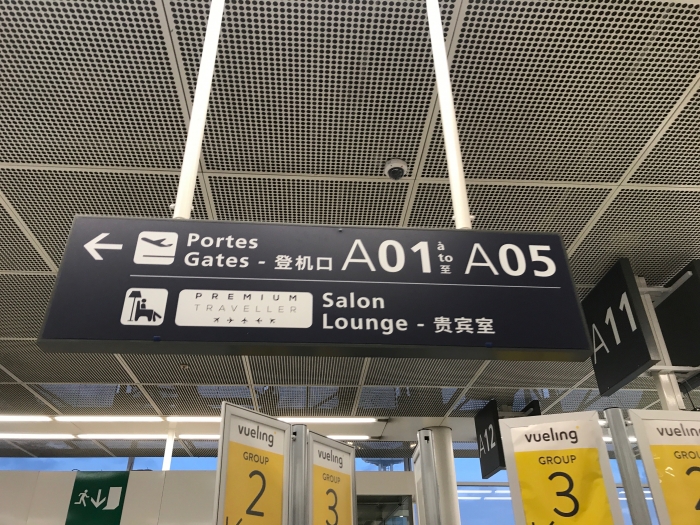 Portes
Gates - 登机口 A01 à to 至 A05
PREMIUM
TRAVELLER
Salon
Lounge - 贵宾室
A11
A12
vueling
GROUP
2
vueling
GROUP
3
vueling
GROUP
3
vueling
GROUP